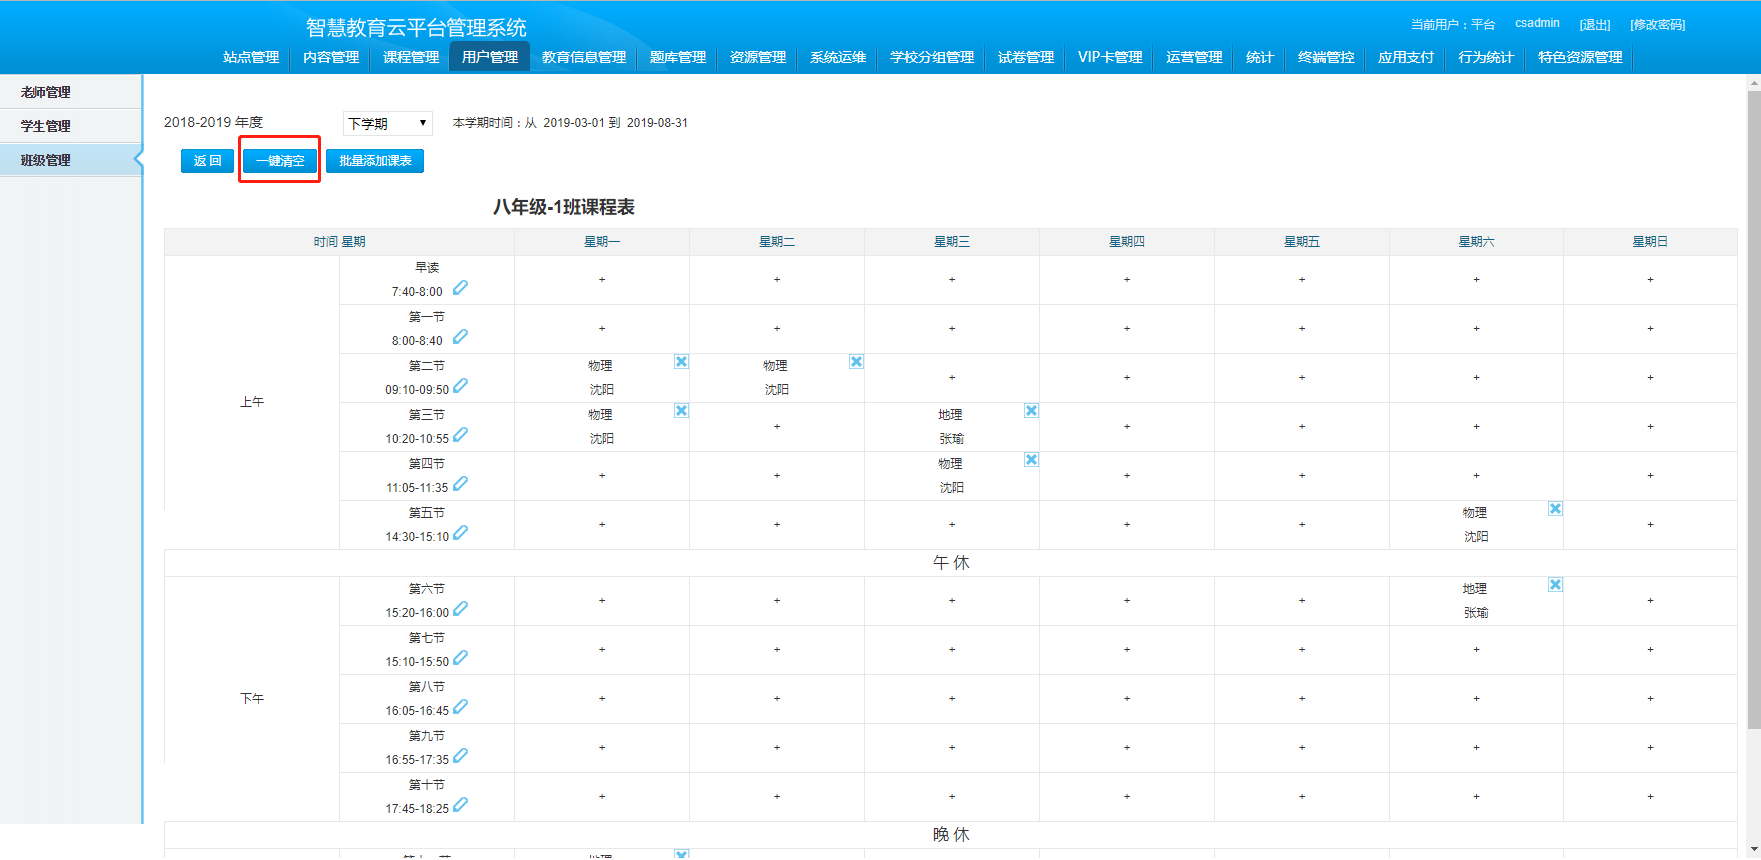 智慧教育云平台管理系统
当前用户：平台 csadmin [退出] [修改密码]
站点管理 内容管理 课程管理 用户管理 教育信息管理 题库管理 资源管理 系统运维 学校分组管理 试卷管理 VIP卡管理 运营管理 统计 终端管控 应用支付 行为统计 特色资源管理
老师管理
学生管理
班级管理
2018-2019 年度 下学期 本学期时间：从 2019-03-01 到 2019-08-31
返 回 一键清空 批量添加课表
八年级-1班课程表
时间 星期 星期一 星期二 星期三 星期四 星期五 星期六 星期日
上午
早读
7:40-8:00
+ + + + + + +
第一节
8:00-8:40
+ + + + + + +
第二节
09:10-09:50
物理 物理
沈阳 沈阳
+ + + + +
第三节
10:20-10:55
物理
沈阳
+
地理
张瑜
+ + + +
第四节
11:05-11:35
+ +
物理
沈阳
+ + + +
第五节
14:30-15:10
+ + + + +
物理
沈阳
+
午 休
下午
第六节
15:20-16:00
+ + + + +
地理
张瑜
+
第七节
15:10-15:50
+ + + + + + +
第八节
16:05-16:45
+ + + + + + +
第九节
16:55-17:35
+ + + + + + +
第十节
17:45-18:25
+ + + + + + +
晚 休